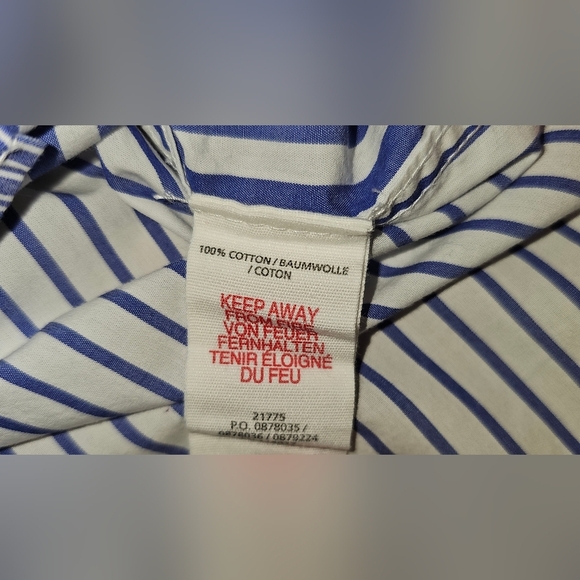 100% COTTON / BAUMWOLLE
/ COTON
KEEP AWAY
FROM FIRE
VON FEUER
FERNHALTEN
TENIR ÉLOIGNÉ
DU FEU
21775
P.O. 0878035 /
0878036 / 0879224